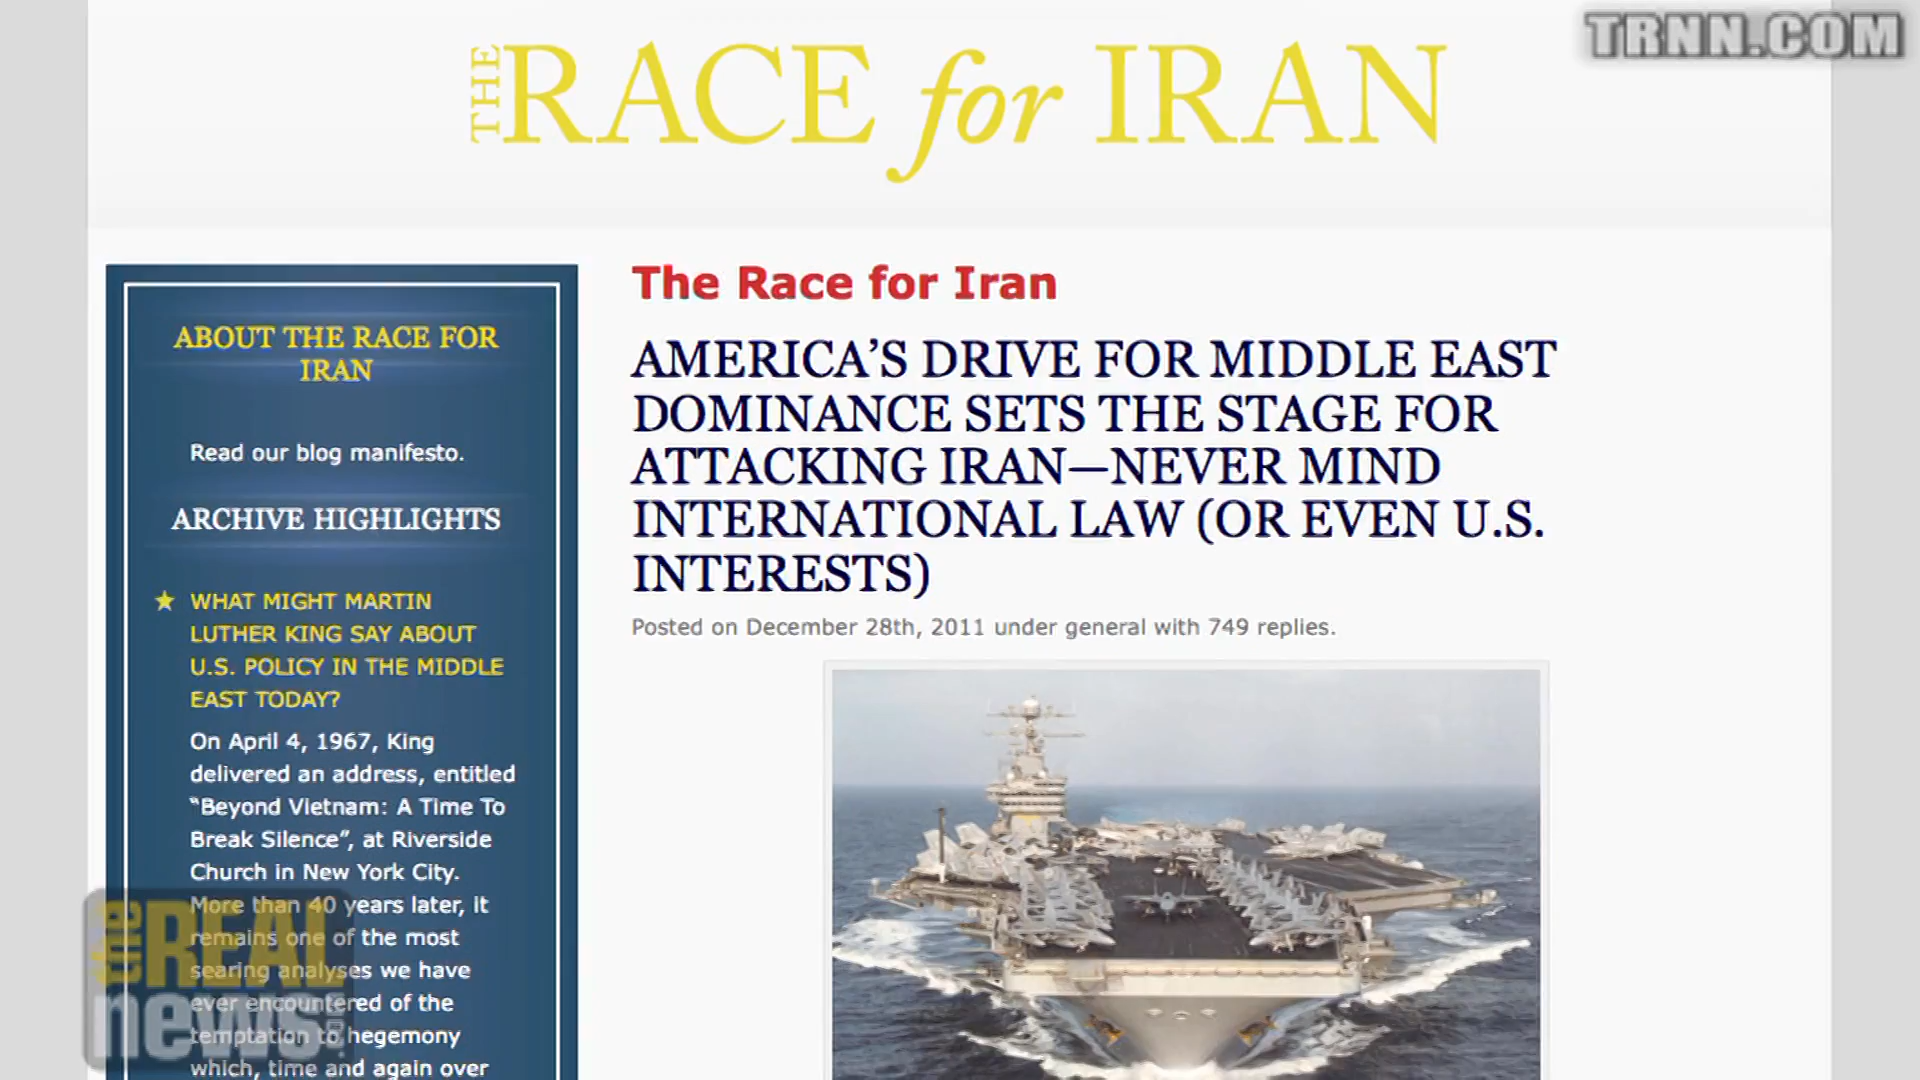 TRNN.COM
THE RACE for IRAN
ABOUT THE RACE FOR
IRAN
Read our blog manifesto.
ARCHIVE HIGHLIGHTS
WHAT MIGHT MARTIN
LUTHER KING SAY ABOUT
U.S. POLICY IN THE MIDDLE
EAST TODAY?
On April 4, 1967, King
delivered an address, entitled
“Beyond Vietnam: A Time To
Break Silence”, at Riverside
Church in New York City.
More than 40 years later, it
remains one of the most
searing analyses we have
ever encountered of the
temptation to hegemony
which, time and again over
The Race for Iran
AMERICA’S DRIVE FOR MIDDLE EAST
DOMINANCE SETS THE STAGE FOR
ATTACKING IRAN—NEVER MIND
INTERNATIONAL LAW (OR EVEN U.S.
INTERESTS)
Posted on December 28th, 2011 under general with 749 replies.
the REAL
news